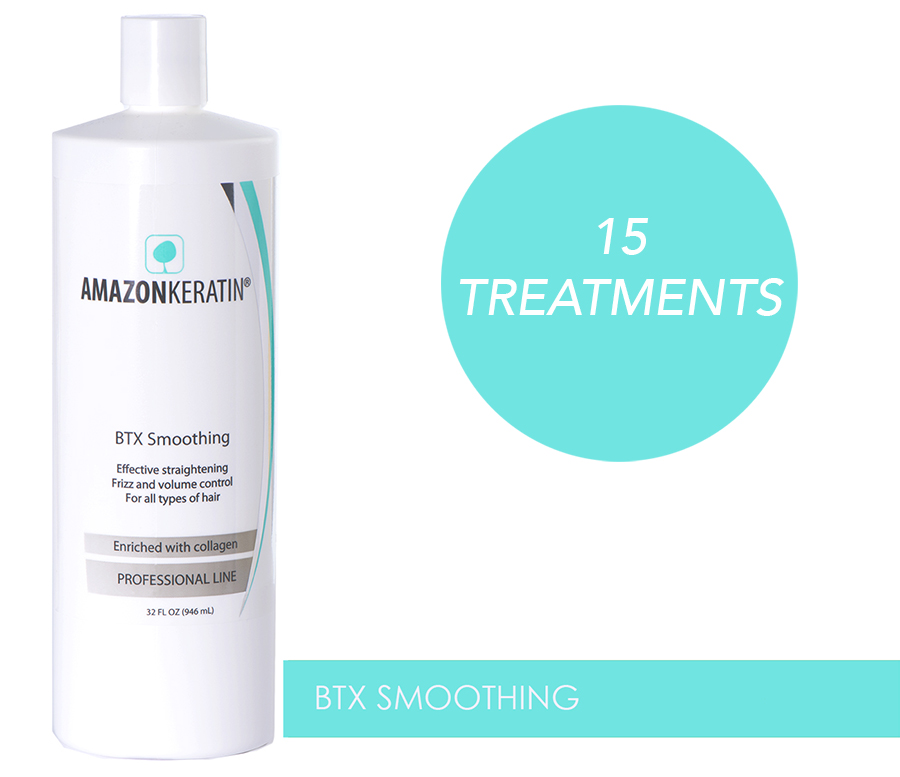 AMAZONKERATIN®
BTX Smoothing
Effective straightening
Frizz and volume control
For all types of hair
Enriched with collagen
PROFESSIONAL LINE
32 FL OZ (946 mL)
15
TREATMENTS
BTX SMOOTHING